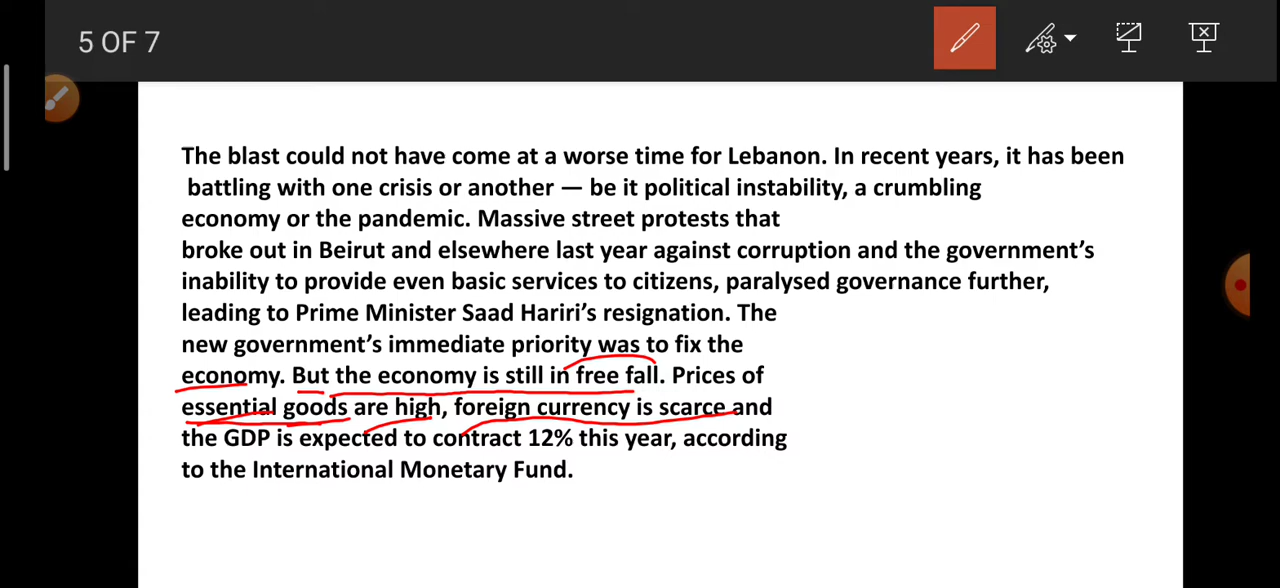 5 OF 7
The blast could not have come at a worse time for Lebanon. In recent years, it has been
battling with one crisis or another — be it political instability, a crumbling
economy or the pandemic. Massive street protests that
broke out in Beirut and elsewhere last year against corruption and the government’s
inability to provide even basic services to citizens, paralysed governance further,
leading to Prime Minister Saad Hariri’s resignation. The
new government’s immediate priority was to fix the
economy. But the economy is still in free fall. Prices of
essential goods are high, foreign currency is scarce and
the GDP is expected to contract 12% this year, according
to the International Monetary Fund.